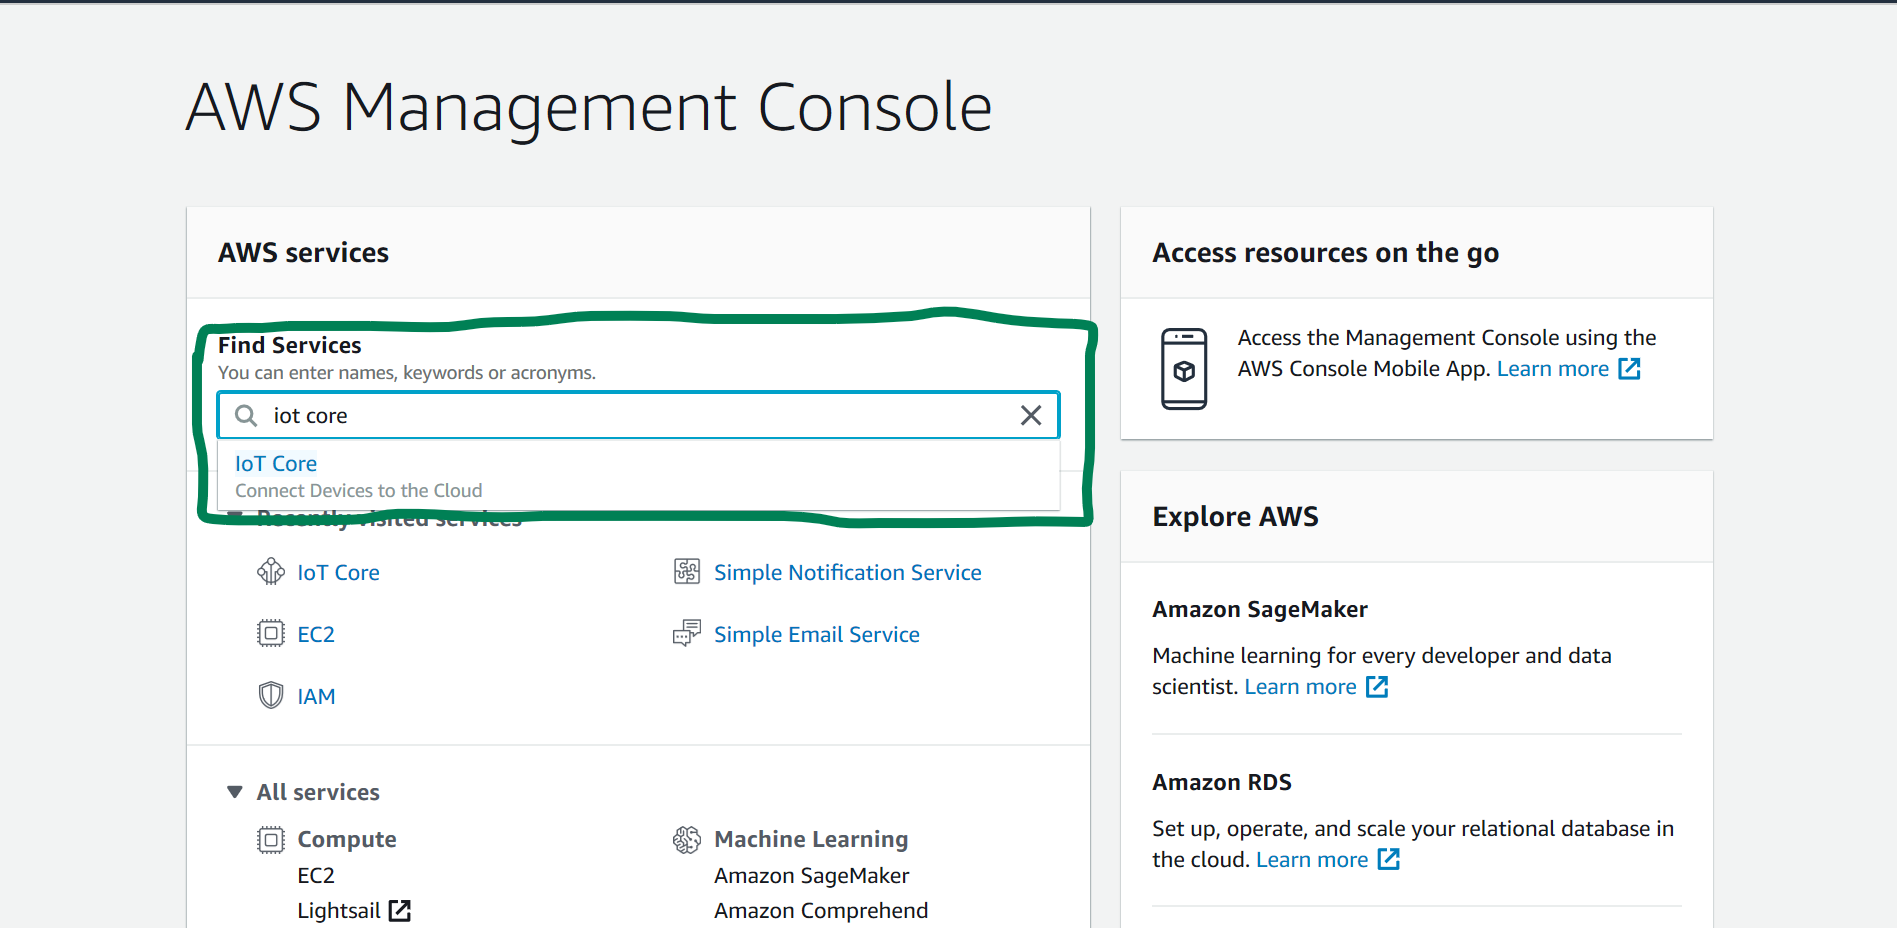 AWS Management Console
AWS services
Find Services
You can enter names, keywords or acronyms.
iot core
IoT Core
Connect Devices to the Cloud
Recently visited services
IoT Core
Simple Notification Service
EC2
Simple Email Service
IAM
All services
Compute
EC2
Lightsail
Machine Learning
Amazon SageMaker
Amazon Comprehend
Access resources on the go
Access the Management Console using the
AWS Console Mobile App. Learn more
Explore AWS
Amazon SageMaker
Machine learning for every developer and data
scientist. Learn more
Amazon RDS
Set up, operate, and scale your relational database in
the cloud. Learn more